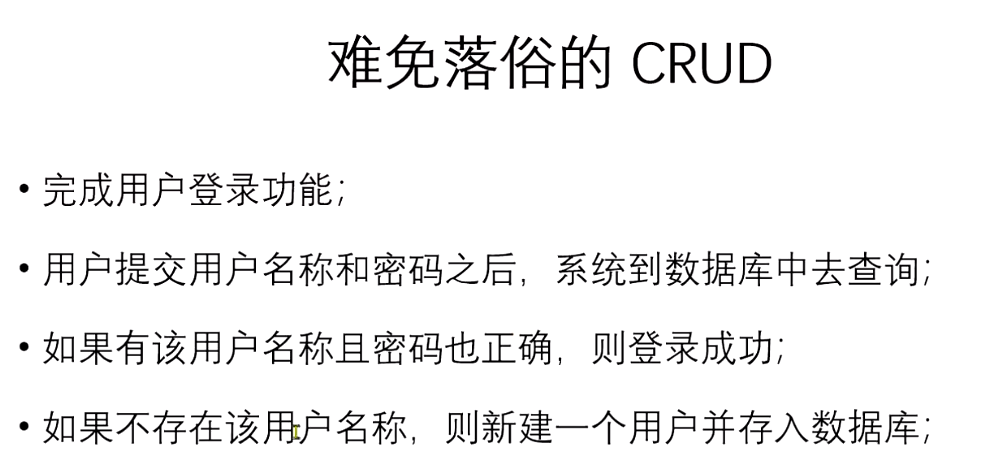 难免落俗的 CRUD
• 完成用户登录功能；
• 用户提交用户名称和密码之后，系统到数据库中去查询；
• 如果有该用户名称且密码也正确，则登录成功；
• 如果不存在该用户名称，则新建一个用户并存入数据库；